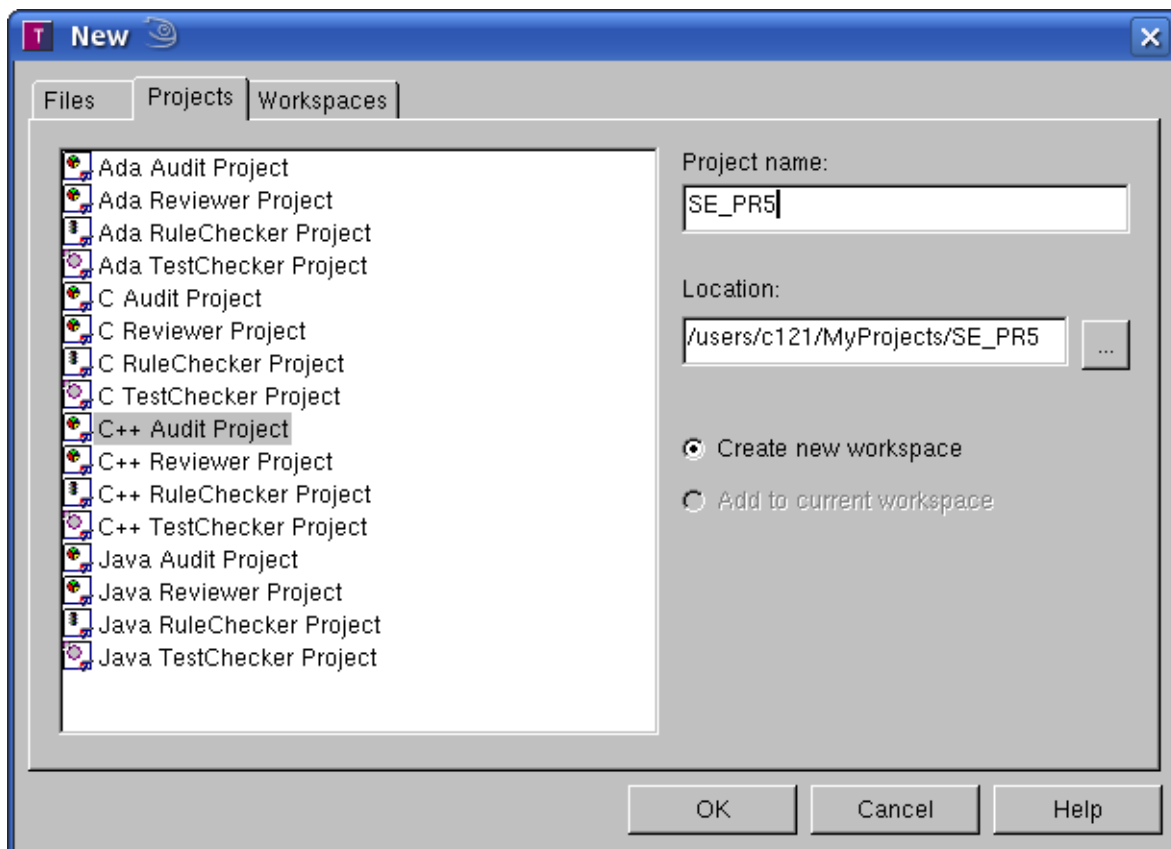 T New
Files Projects Workspaces
Ada Audit Project
Ada Reviewer Project
Ada RuleChecker Project
Ada TestChecker Project
C Audit Project
C Reviewer Project
C RuleChecker Project
C TestChecker Project
C++ Audit Project
C++ Reviewer Project
C++ RuleChecker Project
C++ TestChecker Project
Java Audit Project
Java Reviewer Project
Java RuleChecker Project
Java TestChecker Project
Project name:
SE_PR5
Location:
/users/c121/MyProjects/SE_PR5
...
Create new workspace
Add to current workspace
OK Cancel Help